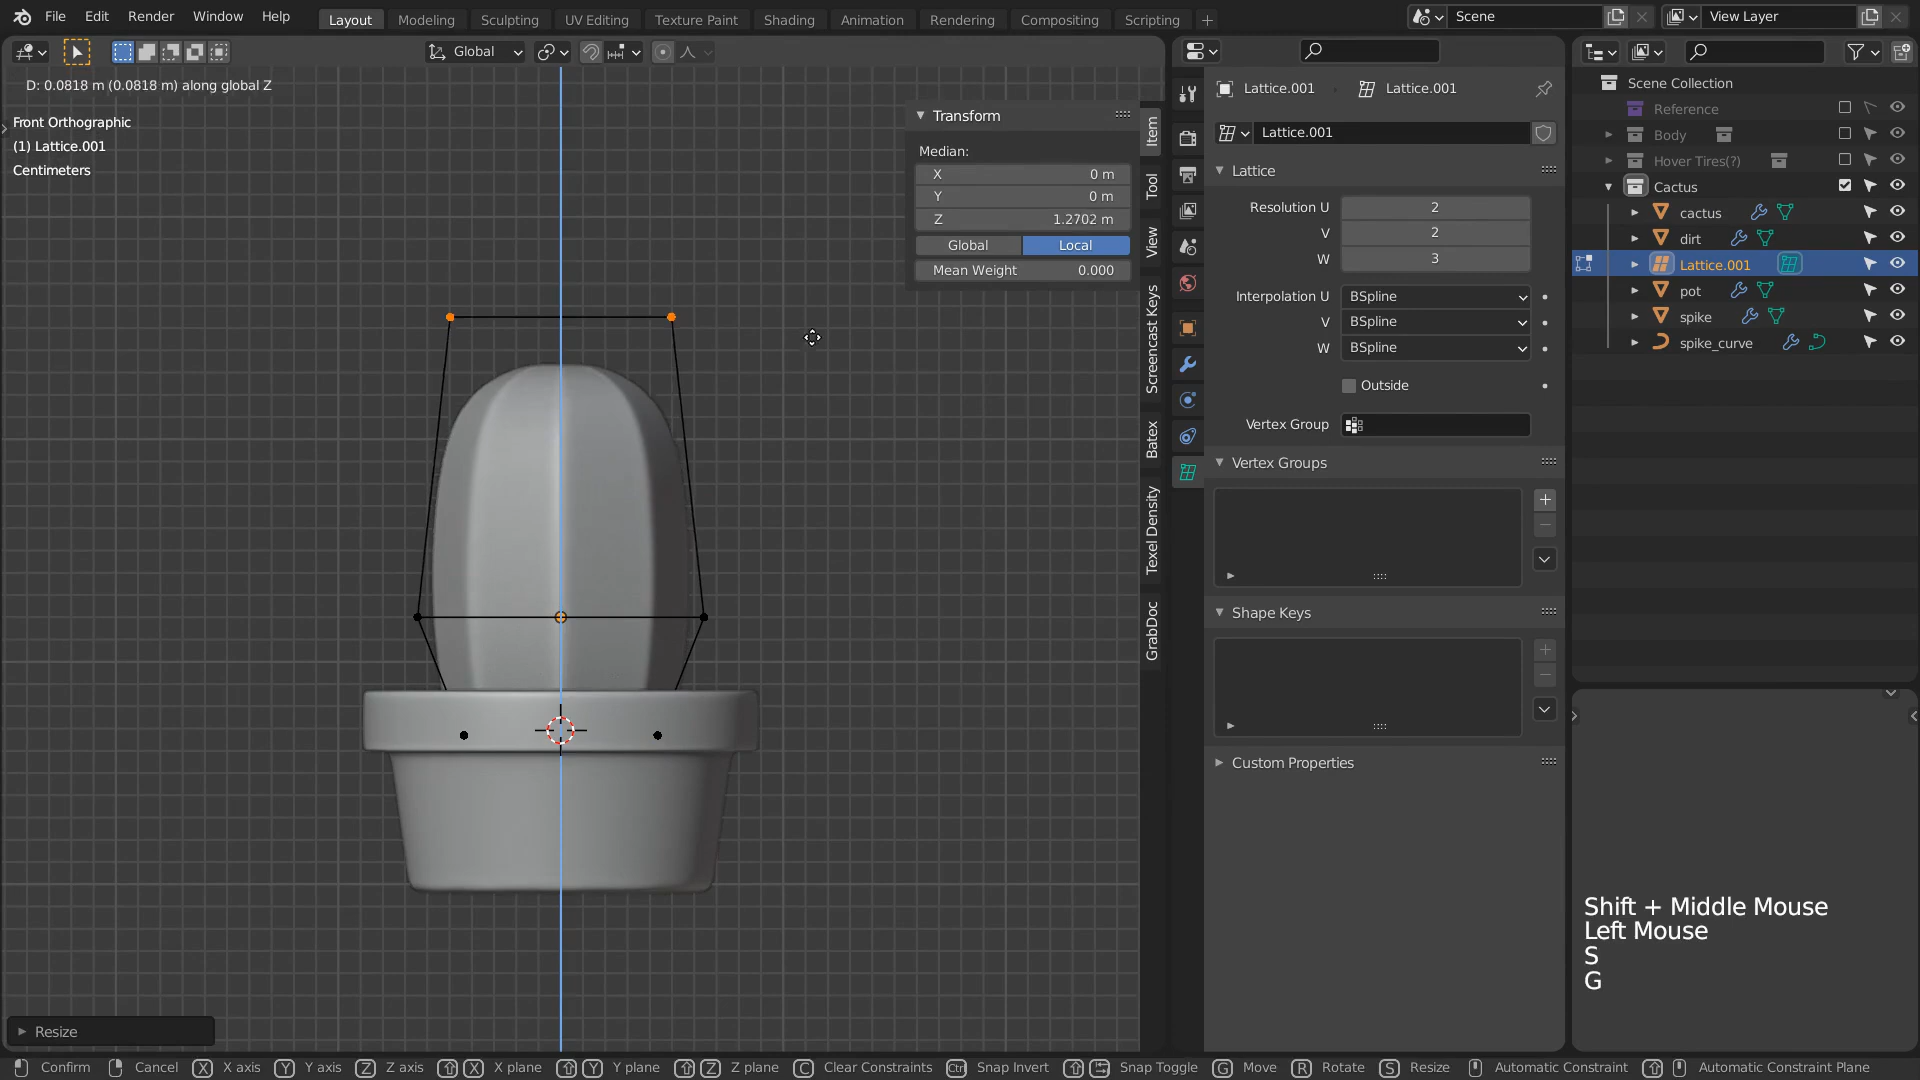 File Edit Render Window Help Layout Modeling Sculpting UV Editing Texture Paint Shading Animation Rendering Compositing Scripting + Scene View Layer
Global
D: 0.0818 m (0.0818 m) along global Z
Front Orthographic
(1) Lattice.001
Centimeters
Transform
Median:
X 0 m
Y 0 m
Z 1.2702 m
Global Local
Mean Weight 0.000
Item
Tool
View
Screencast Keys
Batex
Texel Density
GrabDoc
Lattice.001 Lattice.001
Lattice.001
Lattice
Resolution U 2
V 2
W 3
Interpolation U BSpline
V BSpline
W BSpline
Outside
Vertex Group
Vertex Groups
Shape Keys
Custom Properties
Scene Collection
Reference
Body
Hover Tires(?)
Cactus
cactus
dirt
Lattice.001
pot
spike
spike_curve
Shift + Middle Mouse
Left Mouse
S
G
Resize
Confirm Cancel X X axis Y Y axis Z Z axis X X plane Y Y plane Z Z plane C Clear Constraints Ctrl Snap Invert Snap Toggle G Move R Rotate S Resize Automatic Constraint Automatic Constraint Plane